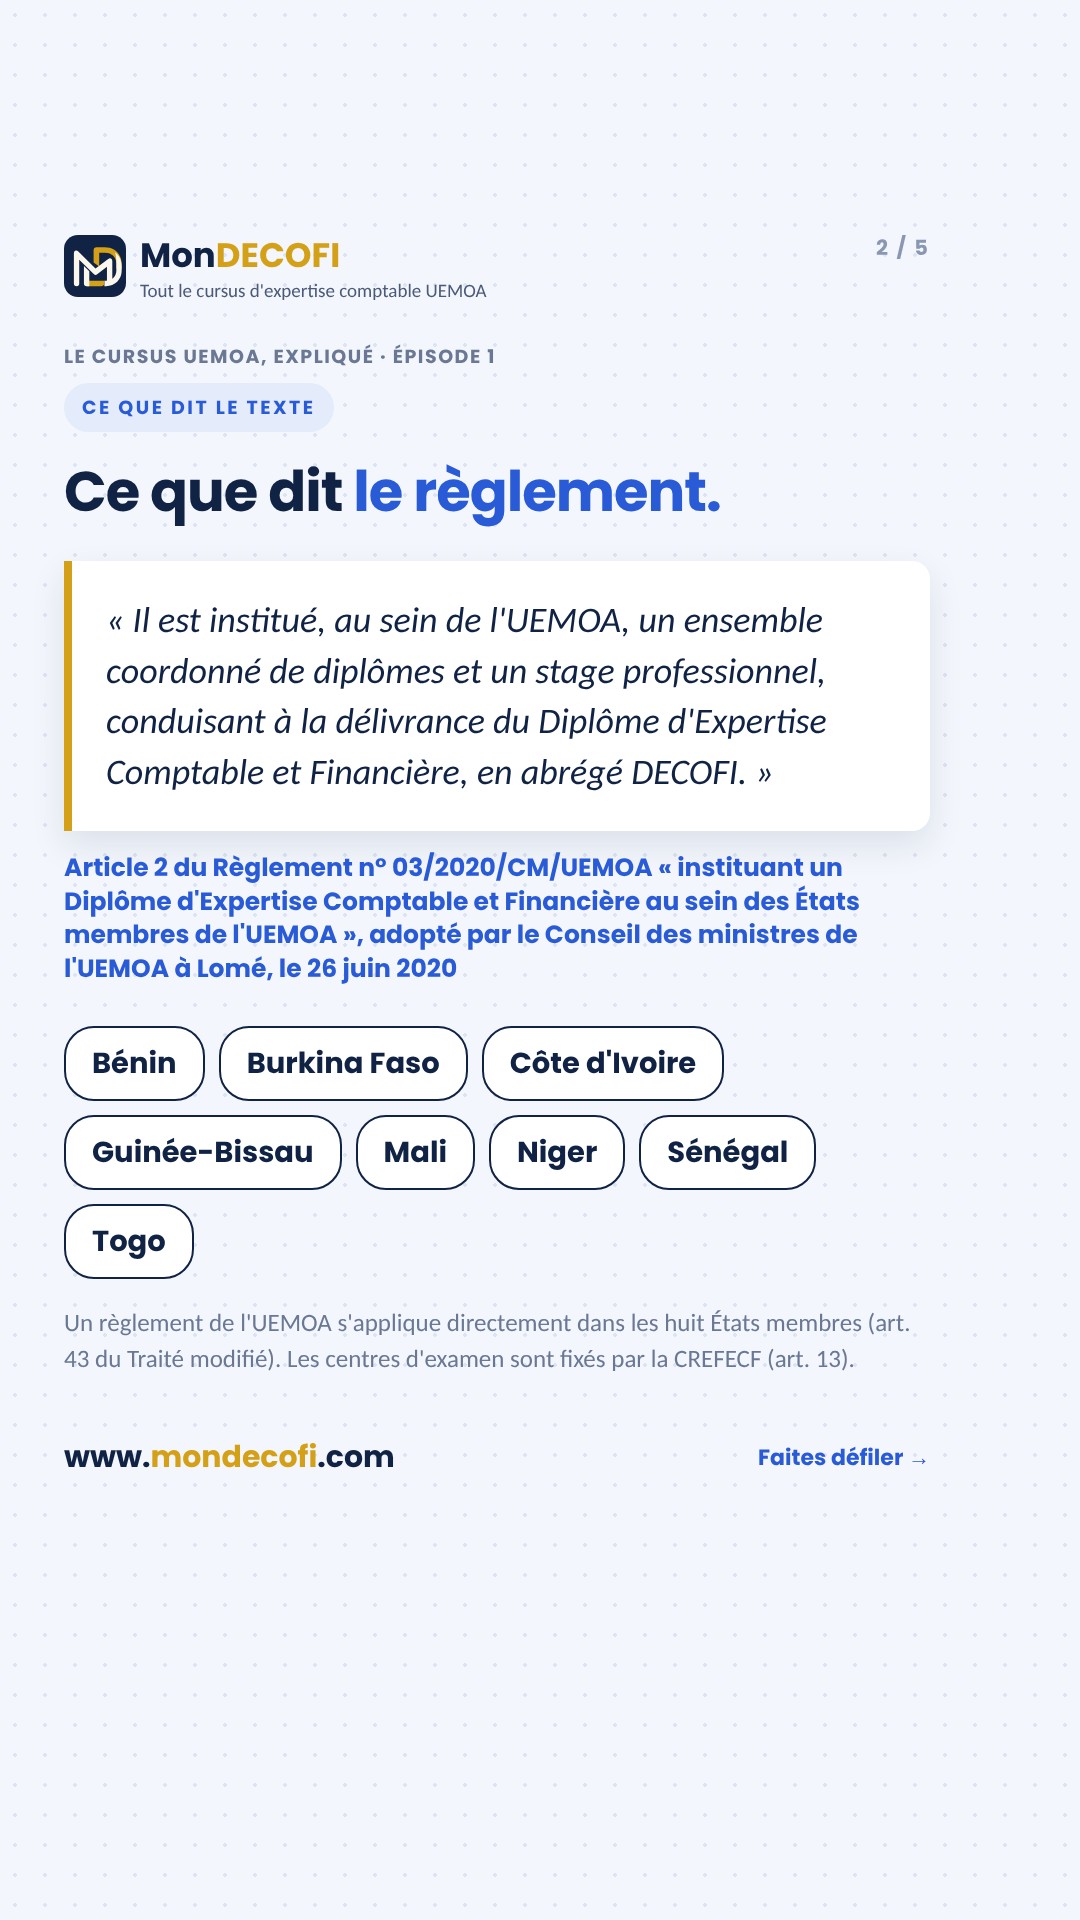 MonDECOFI
Tout le cursus d'expertise comptable UEMOA
2 / 5
LE CURSUS UEMOA, EXPLIQUÉ · ÉPISODE 1
CE QUE DIT LE TEXTE
Ce que dit le règlement.
« Il est institué, au sein de l'UEMOA, un ensemble
coordonné de diplômes et un stage professionnel,
conduisant à la délivrance du Diplôme d'Expertise
Comptable et Financière, en abrégé DECOFI. »
Article 2 du Règlement n° 03/2020/CM/UEMOA « instituant un
Diplôme d'Expertise Comptable et Financière au sein des États
membres de l'UEMOA », adopté par le Conseil des ministres de
l'UEMOA à Lomé, le 26 juin 2020
Bénin
Burkina Faso
Côte d'Ivoire
Guinée-Bissau
Mali
Niger
Sénégal
Togo
Un règlement de l'UEMOA s'applique directement dans les huit États membres (art.
43 du Traité modifié). Les centres d'examen sont fixés par la CREFECF (art. 13).
www.mondecofi.com
Faites défiler →